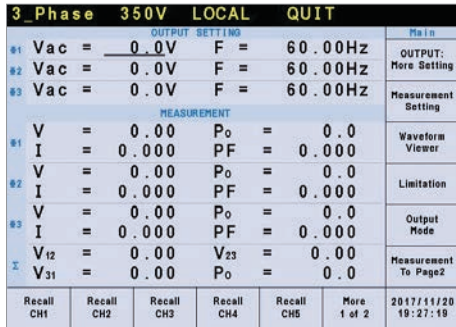 3_Phase 350V LOCAL QUIT
OUTPUT SETTING
Φ1 Vac = 0.0V F = 60.00Hz
Φ2 Vac = 0.0V F = 60.00Hz
Φ3 Vac = 0.0V F = 60.00Hz
MEASUREMENT
Φ1
V = 0.00 Po = 0.0
I = 0.000 PF = 0.000
Φ2
V = 0.00 Po = 0.0
I = 0.000 PF = 0.000
Φ3
V = 0.00 Po = 0.0
I = 0.000 PF = 0.000
Σ
V12 = 0.00 V23 = 0.00
V31 = 0.00 Po = 0.0
Main
OUTPUT:
More Setting
Measurement
Setting
Waveform
Viewer
Limitation
Output
Mode
Measurement
To Page2
Recall
CH1
Recall
CH2
Recall
CH3
Recall
CH4
Recall
CH5
More
1 of 2
2017/11/20
19:27:19